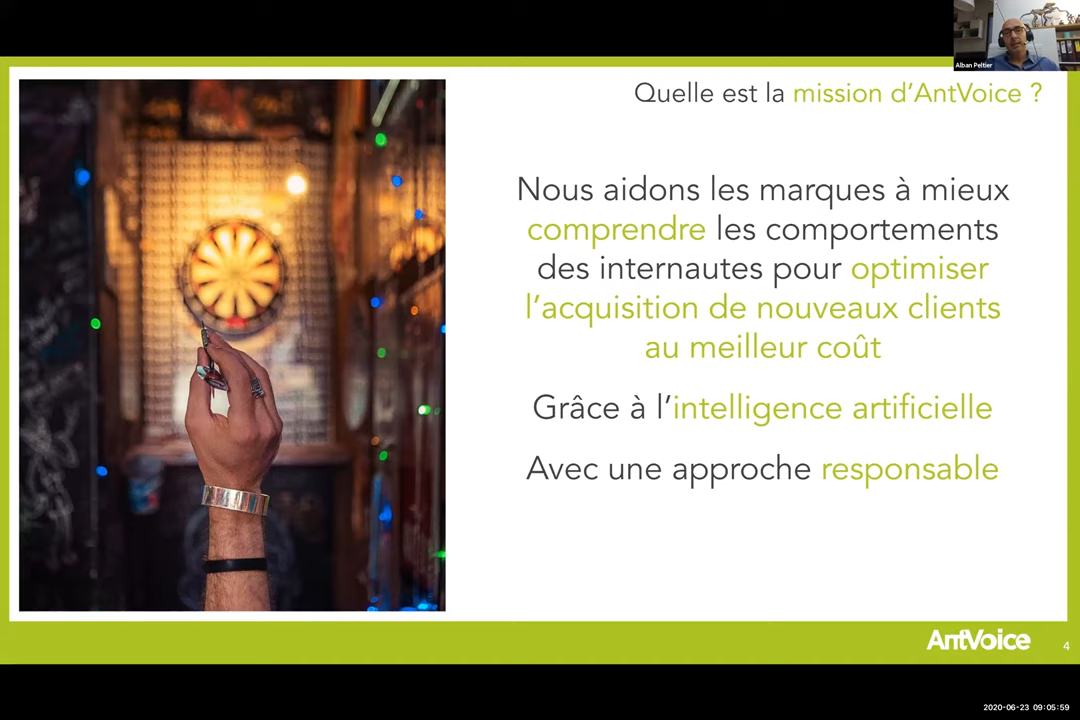 Alban Peltier
Quelle est la mission d'AntVoice ?
Nous aidons les marques à mieux
comprendre les comportements
des internautes pour optimiser
l'acquisition de nouveaux clients
au meilleur coût
Grâce à l'intelligence artificielle
Avec une approche responsable
AntVoice
4
2020-06-23 09:05:59